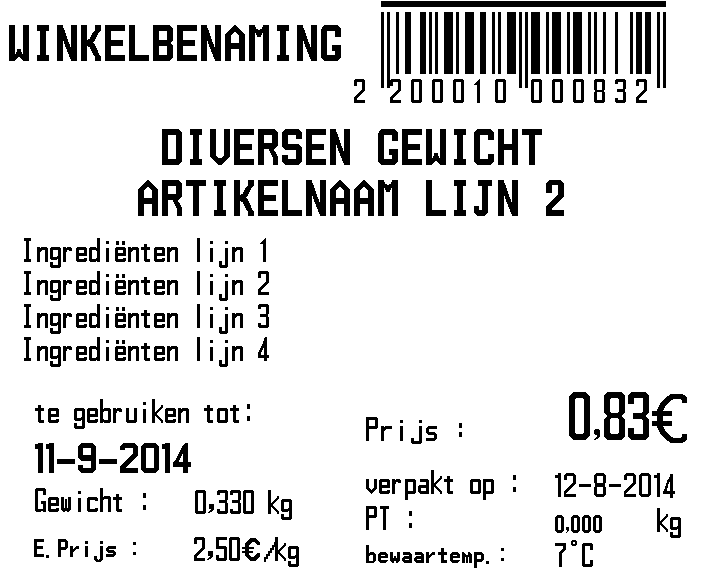 WINKELBENAMING
2 200010 000832
DIVERSEN GEWICHT
ARTIKELNAAM LIJN 2
Ingrediënten lijn 1
Ingrediënten lijn 2
Ingrediënten lijn 3
Ingrediënten lijn 4
te gebruiken tot:
11-9-2014
Gewicht : 0,330 kg
E. Prijs : 2,50€/kg
Prijs : 0,83€
verpakt op : 12-8-2014
PT : 0,000 kg
bewaartemp. : 7°C